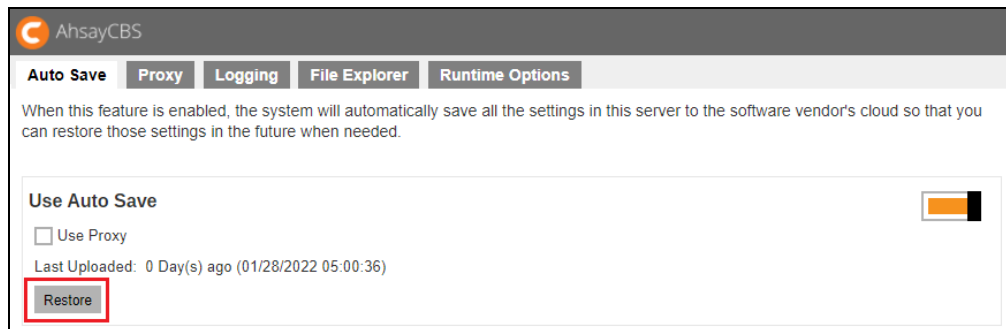 AhsayCBS
Auto Save Proxy Logging File Explorer Runtime Options
When this feature is enabled, the system will automatically save all the settings in this server to the software vendor's cloud so that you
can restore those settings in the future when needed.
Use Auto Save
Use Proxy
Last Uploaded: 0 Day(s) ago (01/28/2022 05:00:36)
Restore